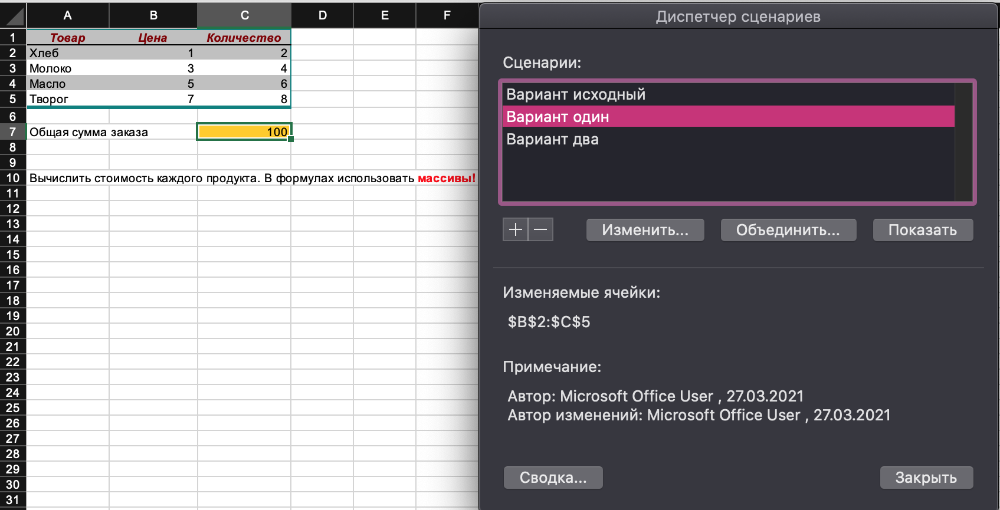 A B C D E F
1 Товар Цена Количество
2 Хлеб 1 2
3 Молоко 3 4
4 Масло 5 6
5 Творог 7 8
6
7 Общая сумма заказа 100
8
9
10 Вычислить стоимость каждого продукта. В формулах использовать массивы!
11
12
13
14
15
16
17
18
19
20
21
22
23
24
25
26
27
28
29
30
31
Диспетчер сценариев
Сценарии:
Вариант исходный
Вариант один
Вариант два
+ − Изменить... Объединить... Показать
Изменяемые ячейки:
$B$2:$C$5
Примечание:
Автор: Microsoft Office User , 27.03.2021
Автор изменений: Microsoft Office User , 27.03.2021
Сводка... Закрыть